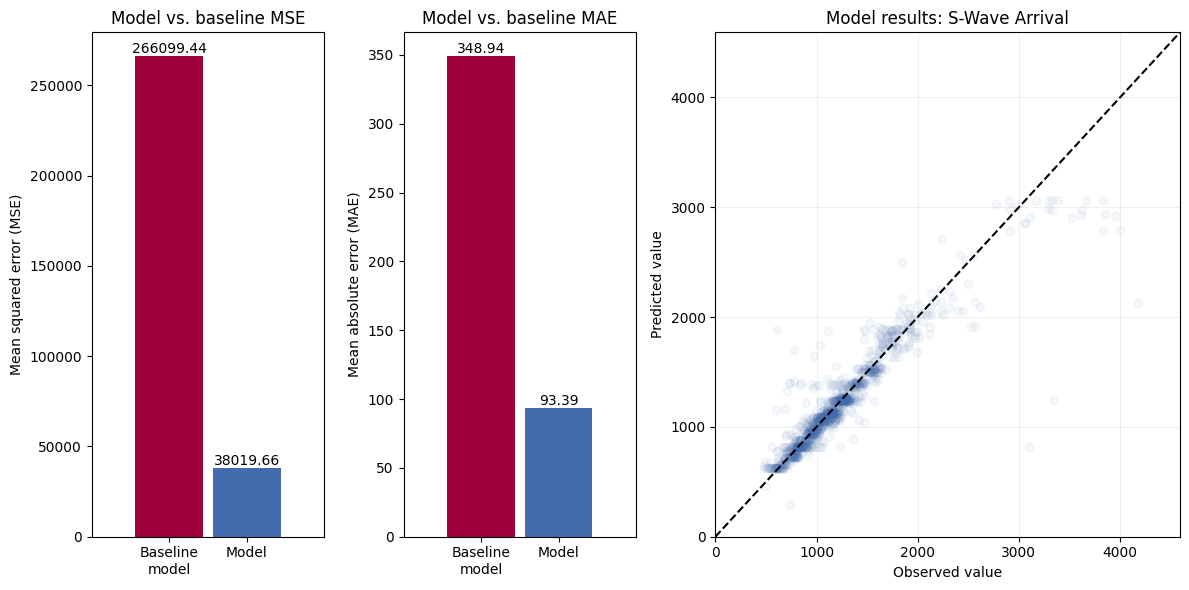 Model vs. baseline MSE
266099.44
38019.66
250000
200000
150000
100000
50000
0
Mean squared error (MSE)
Baseline
model
Model
Model vs. baseline MAE
348.94
93.39
350
300
250
200
150
100
50
0
Mean absolute error (MAE)
Baseline
model
Model
Model results: S-Wave Arrival
4000
3000
2000
1000
0
Predicted value
0
1000
2000
3000
4000
Observed value